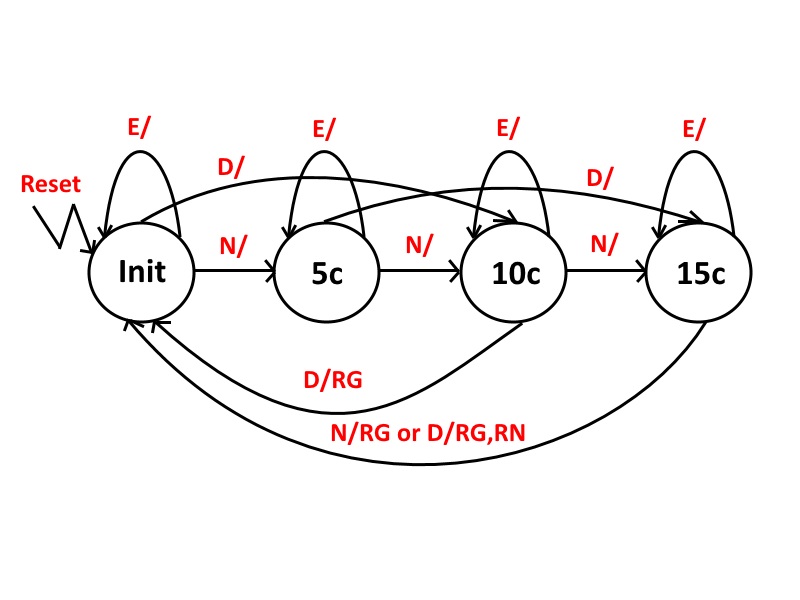 E/ E/ E/ E/
D/ D/
Reset
N/ N/ N/
Init 5c 10c 15c
D/RG
N/RG or D/RG,RN